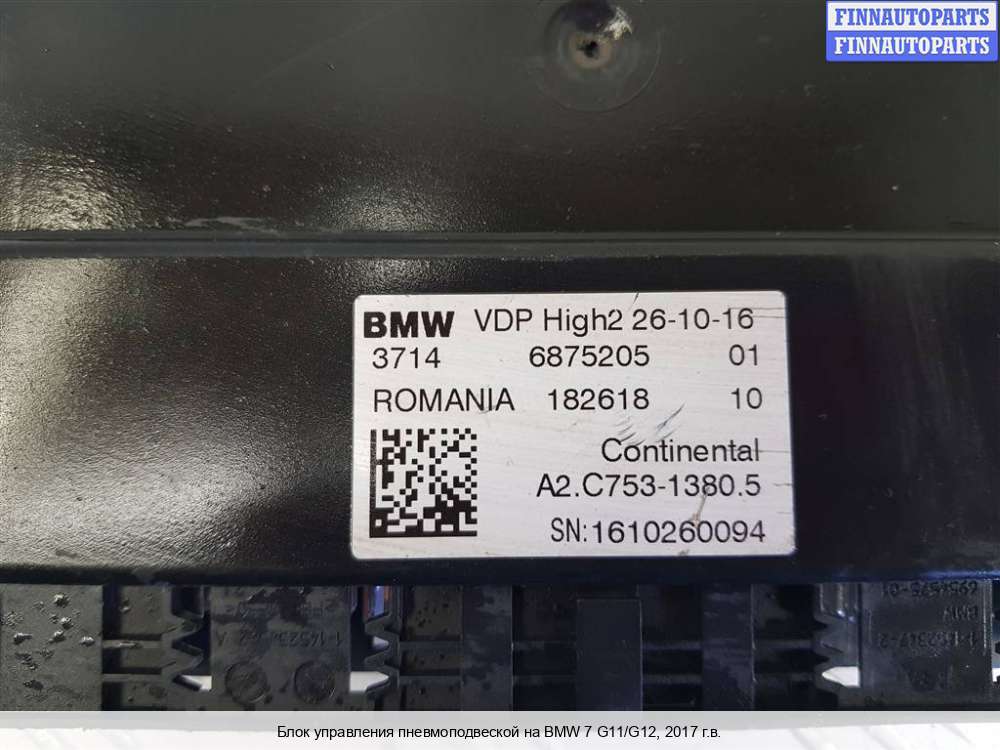 FINNAUTOPARTS
FINNAUTOPARTS
BMW VDP High2 26-10-16
3714 6875205 01
ROMANIA 182618 10
Continental
A2.C753-1380.5
SN:1610260094
BMW
Блок управления пневмоподвеской на BMW 7 G11/G12, 2017 г.в.